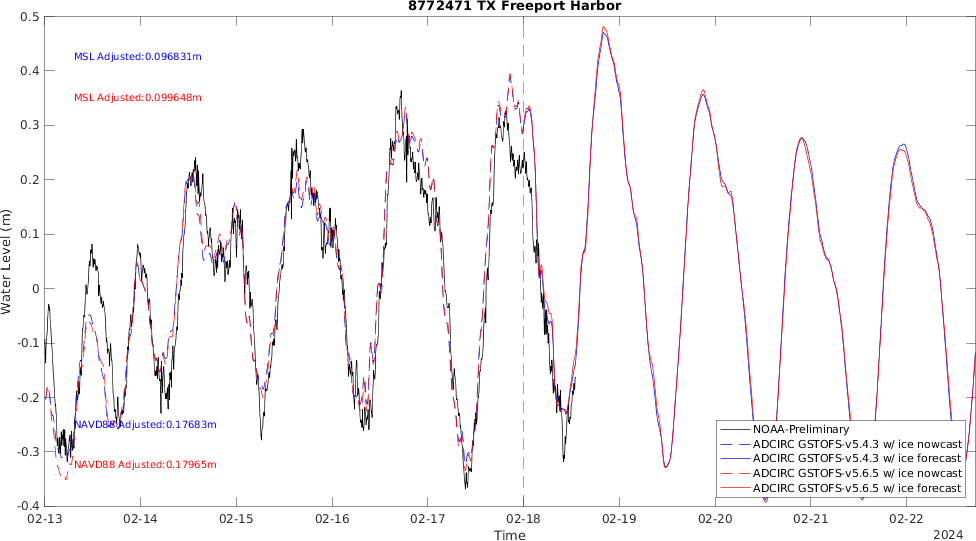 8772471 TX Freeport Harbor
0.5
0.4
0.3
0.2
0.1
0
-0.1
-0.2
-0.3
-0.4
Water Level (m)
MSL Adjusted:0.096831m
MSL Adjusted:0.099648m
NAVD88 Adjusted:0.17683m
NAVD88 Adjusted:0.17965m
NOAA-Preliminary
ADCIRC GSTOFS-v5.4.3 w/ ice nowcast
ADCIRC GSTOFS-v5.4.3 w/ ice forecast
ADCIRC GSTOFS-v5.6.5 w/ ice nowcast
ADCIRC GSTOFS-v5.6.5 w/ ice forecast
02-13 02-14 02-15 02-16 02-17 02-18 02-19 02-20 02-21 02-22
Time
2024